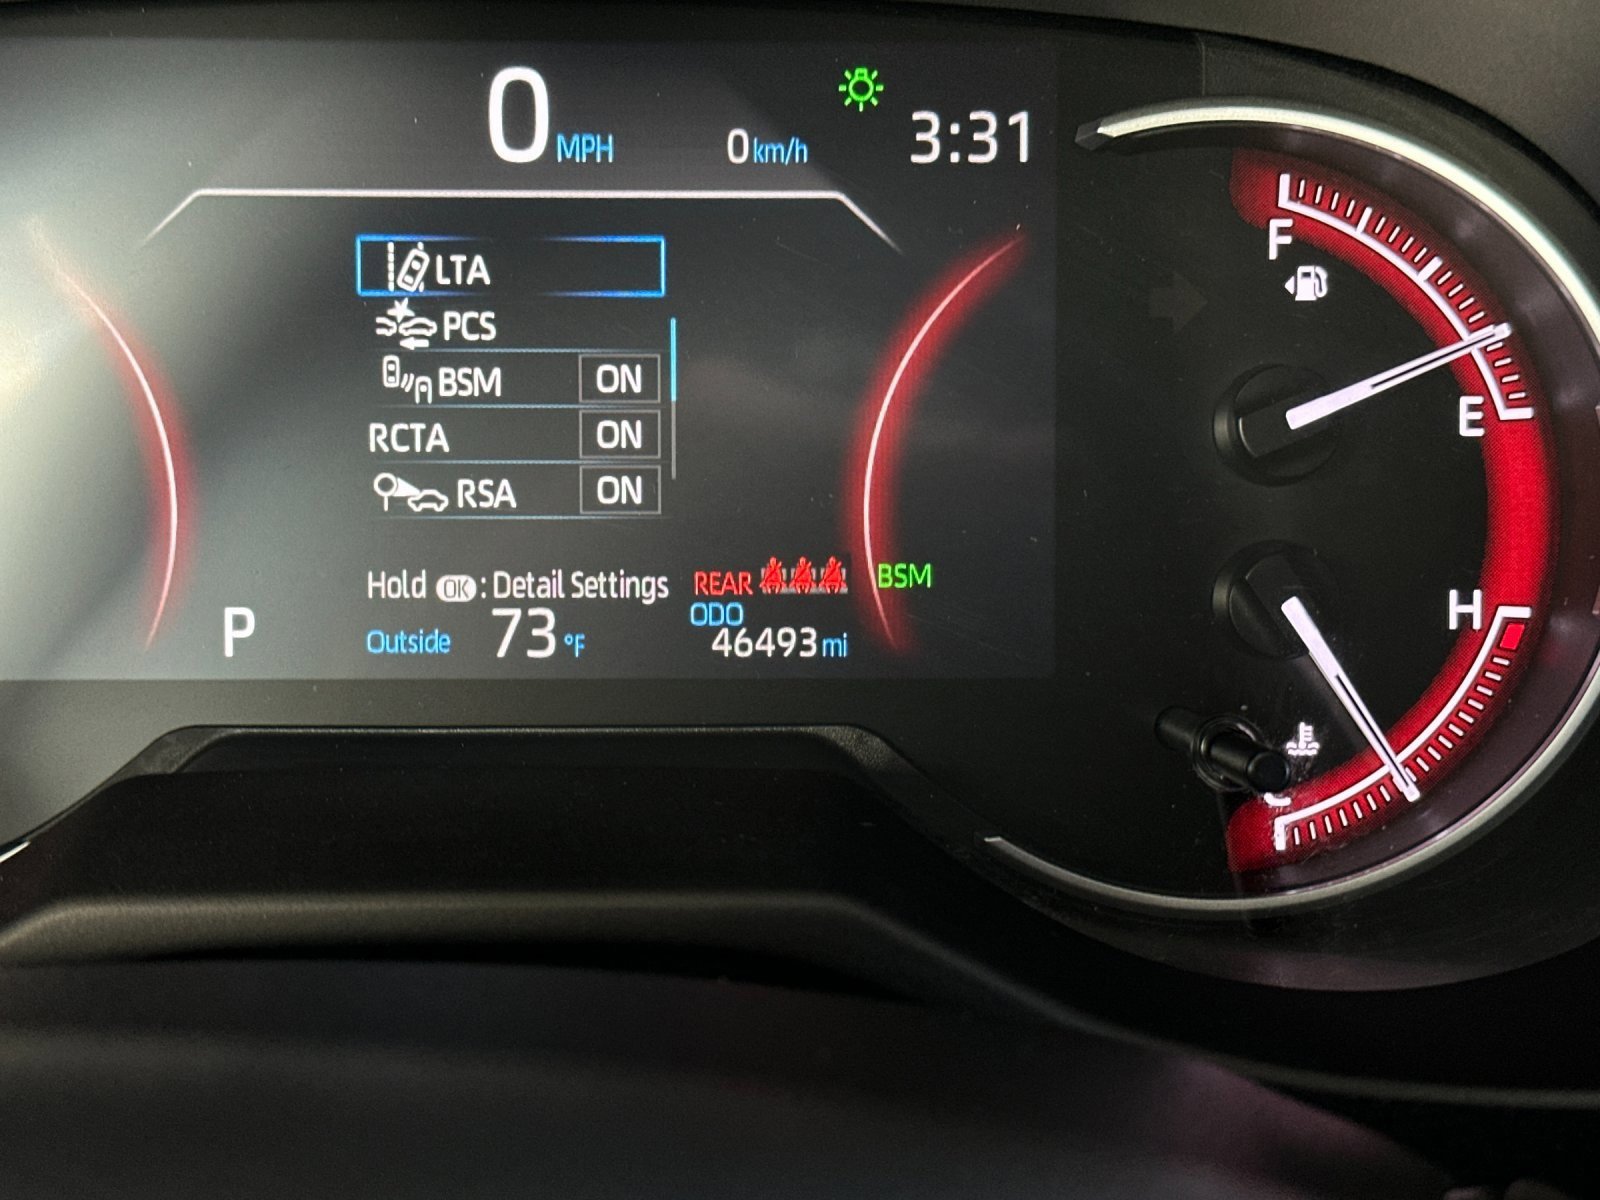 0 MPH 0 km/h 3:31
LTA
PCS
BSM ON
RCTA ON
RSA ON
Hold OK : Detail Settings
REAR BSM
P Outside 73 °F
ODO
46493 mi
F
E
H
C